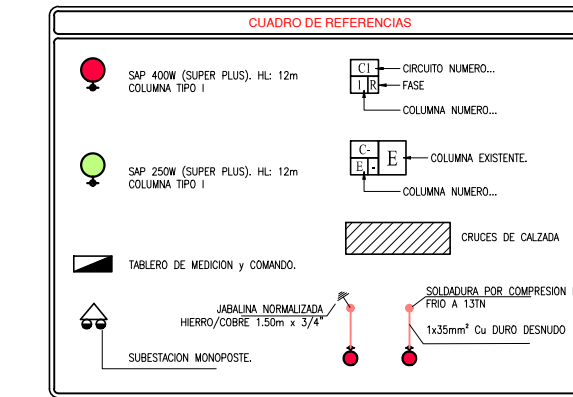 CUADRO DE REFERENCIAS
SAP 400W (SUPER PLUS). HL: 12m
COLUMNA TIPO I
C1
1 R
CIRCUITO NUMERO...
FASE
COLUMNA NUMERO...
SAP 250W (SUPER PLUS). HL: 12m
COLUMNA TIPO I
C-
E -
E
COLUMNA EXISTENTE.
COLUMNA NUMERO...
CRUCES DE CALZADA
TABLERO DE MEDICION y COMANDO.
JABALINA NORMALIZADA
HIERRO/COBRE 1.50m x 3/4"
SOLDADURA POR COMPRESION
FRIO A 13TN
1x35mm² Cu DURO DESNUDO
SUBESTACION MONOPOSTE.